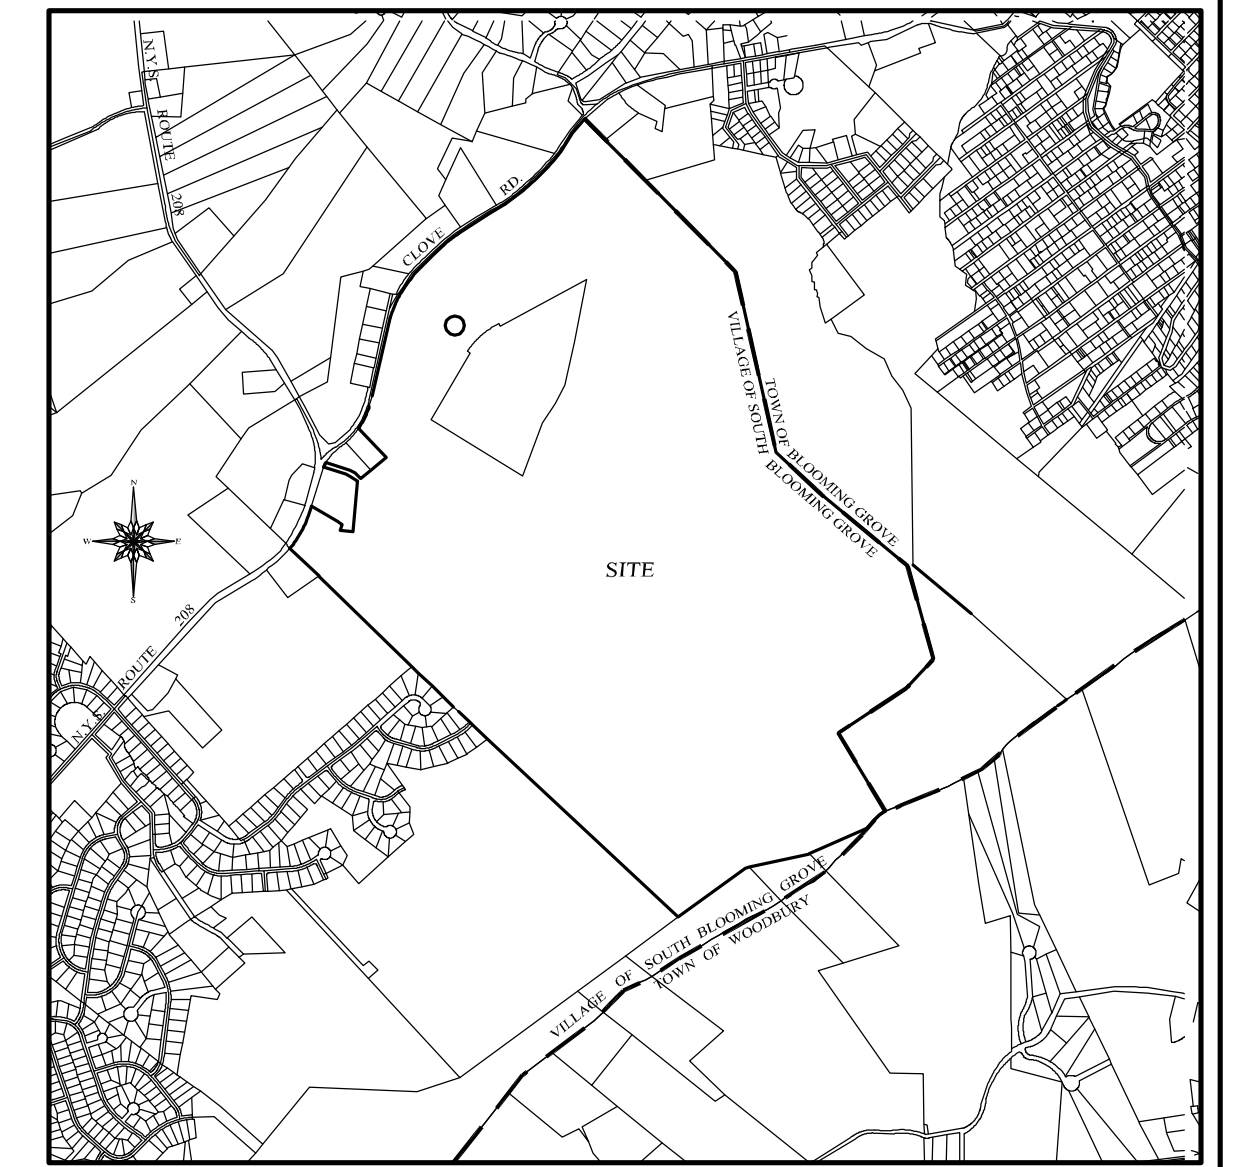 N.Y.S.
ROUTE
208
CLOVE
RD.
VILLAGE OF SOUTH
BLOOMING GROVE
TOWN OF
BLOOMING GROVE
N
W
E
S
SITE
N.Y.S.
ROUTE
208
VILLAGE OF SOUTH BLOOMING GROVE
TOWN OF WOODBURY